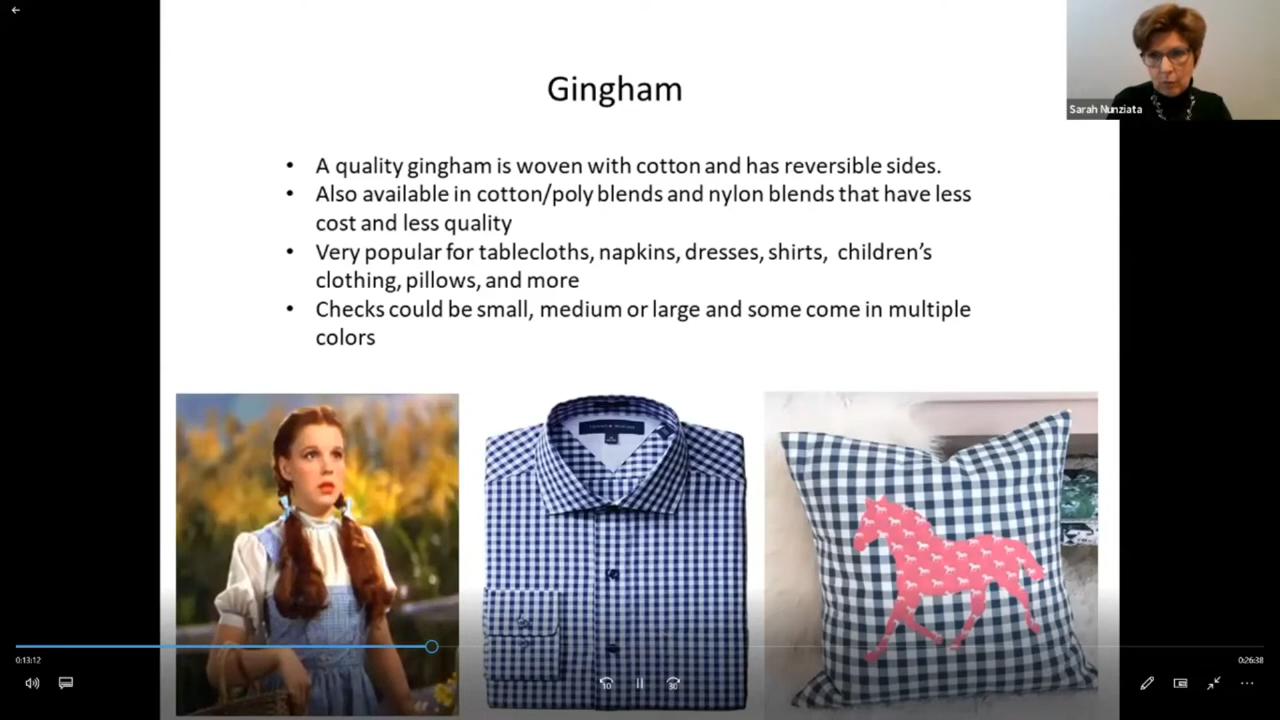 Gingham
Sarah Nunziata
• A quality gingham is woven with cotton and has reversible sides.
• Also available in cotton/poly blends and nylon blends that have less
cost and less quality
• Very popular for tablecloths, napkins, dresses, shirts,  children’s
clothing, pillows, and more
• Checks could be small, medium or large and some come in multiple
colors
0:13:12
0:26:38
10
30